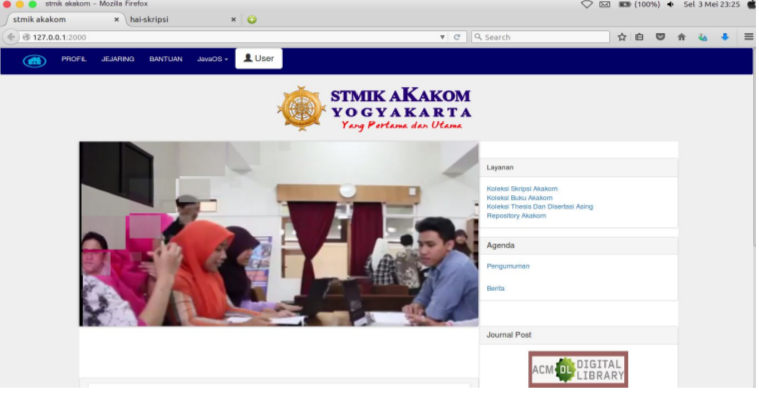 stmik akakom – Mozilla Firefox
(100%)
Sel 3 Mei 23:25
stmik akakom ×
hai-skripsi ×
127.0.0.1:2000
Search
PROFIL JEJARING BANTUAN JavaOS User
STMIK AKAKOM
YOGYAKARTA
Yang Pertama dan Utama
Layanan
Koleksi Skripsi Akakom
Koleksi Buku Akakom
Koleksi Thesis Dan Disertasi Asing
Repository Akakom
Agenda
Pengumuman
Berita
Journal Post
ACM DL DIGITAL
LIBRARY